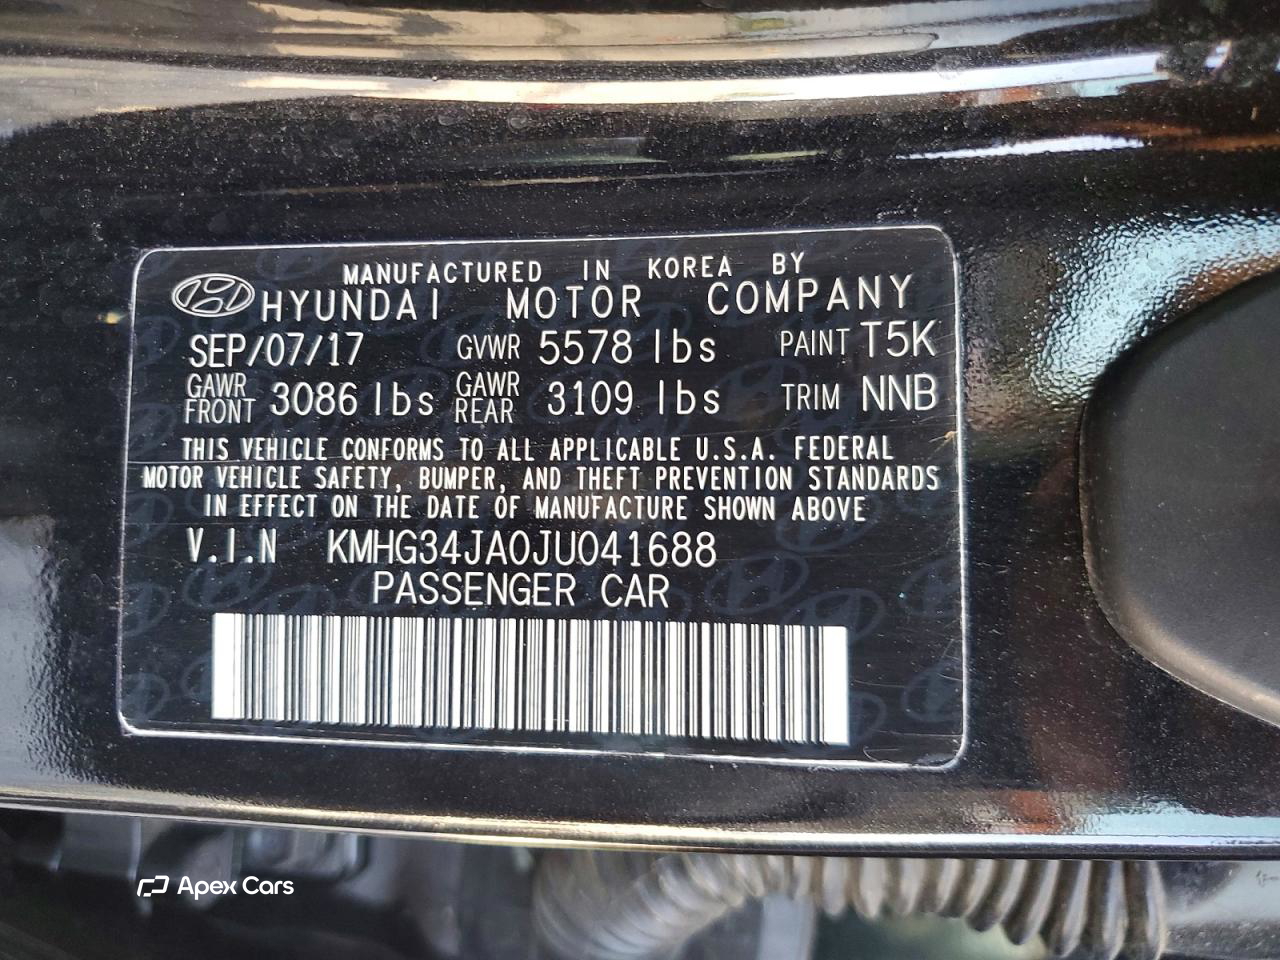 MANUFACTURED IN KOREA BY
HYUNDAI MOTOR COMPANY
SEP/07/17 GVWR 5578 lbs PAINT T5K
GAWR FRONT 3086 lbs GAWR REAR 3109 lbs TRIM NNB
THIS VEHICLE CONFORMS TO ALL APPLICABLE U.S.A. FEDERAL
MOTOR VEHICLE SAFETY, BUMPER, AND THEFT PREVENTION STANDARDS
IN EFFECT ON THE DATE OF MANUFACTURE SHOWN ABOVE
V.I.N KMHG34JA0JU041688
PASSENGER CAR
Apex Cars